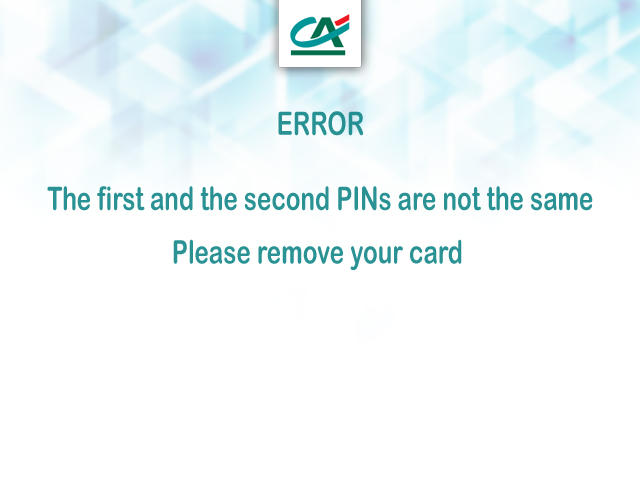 CA
ERROR
The first and the second PINs are not the same
Please remove your card